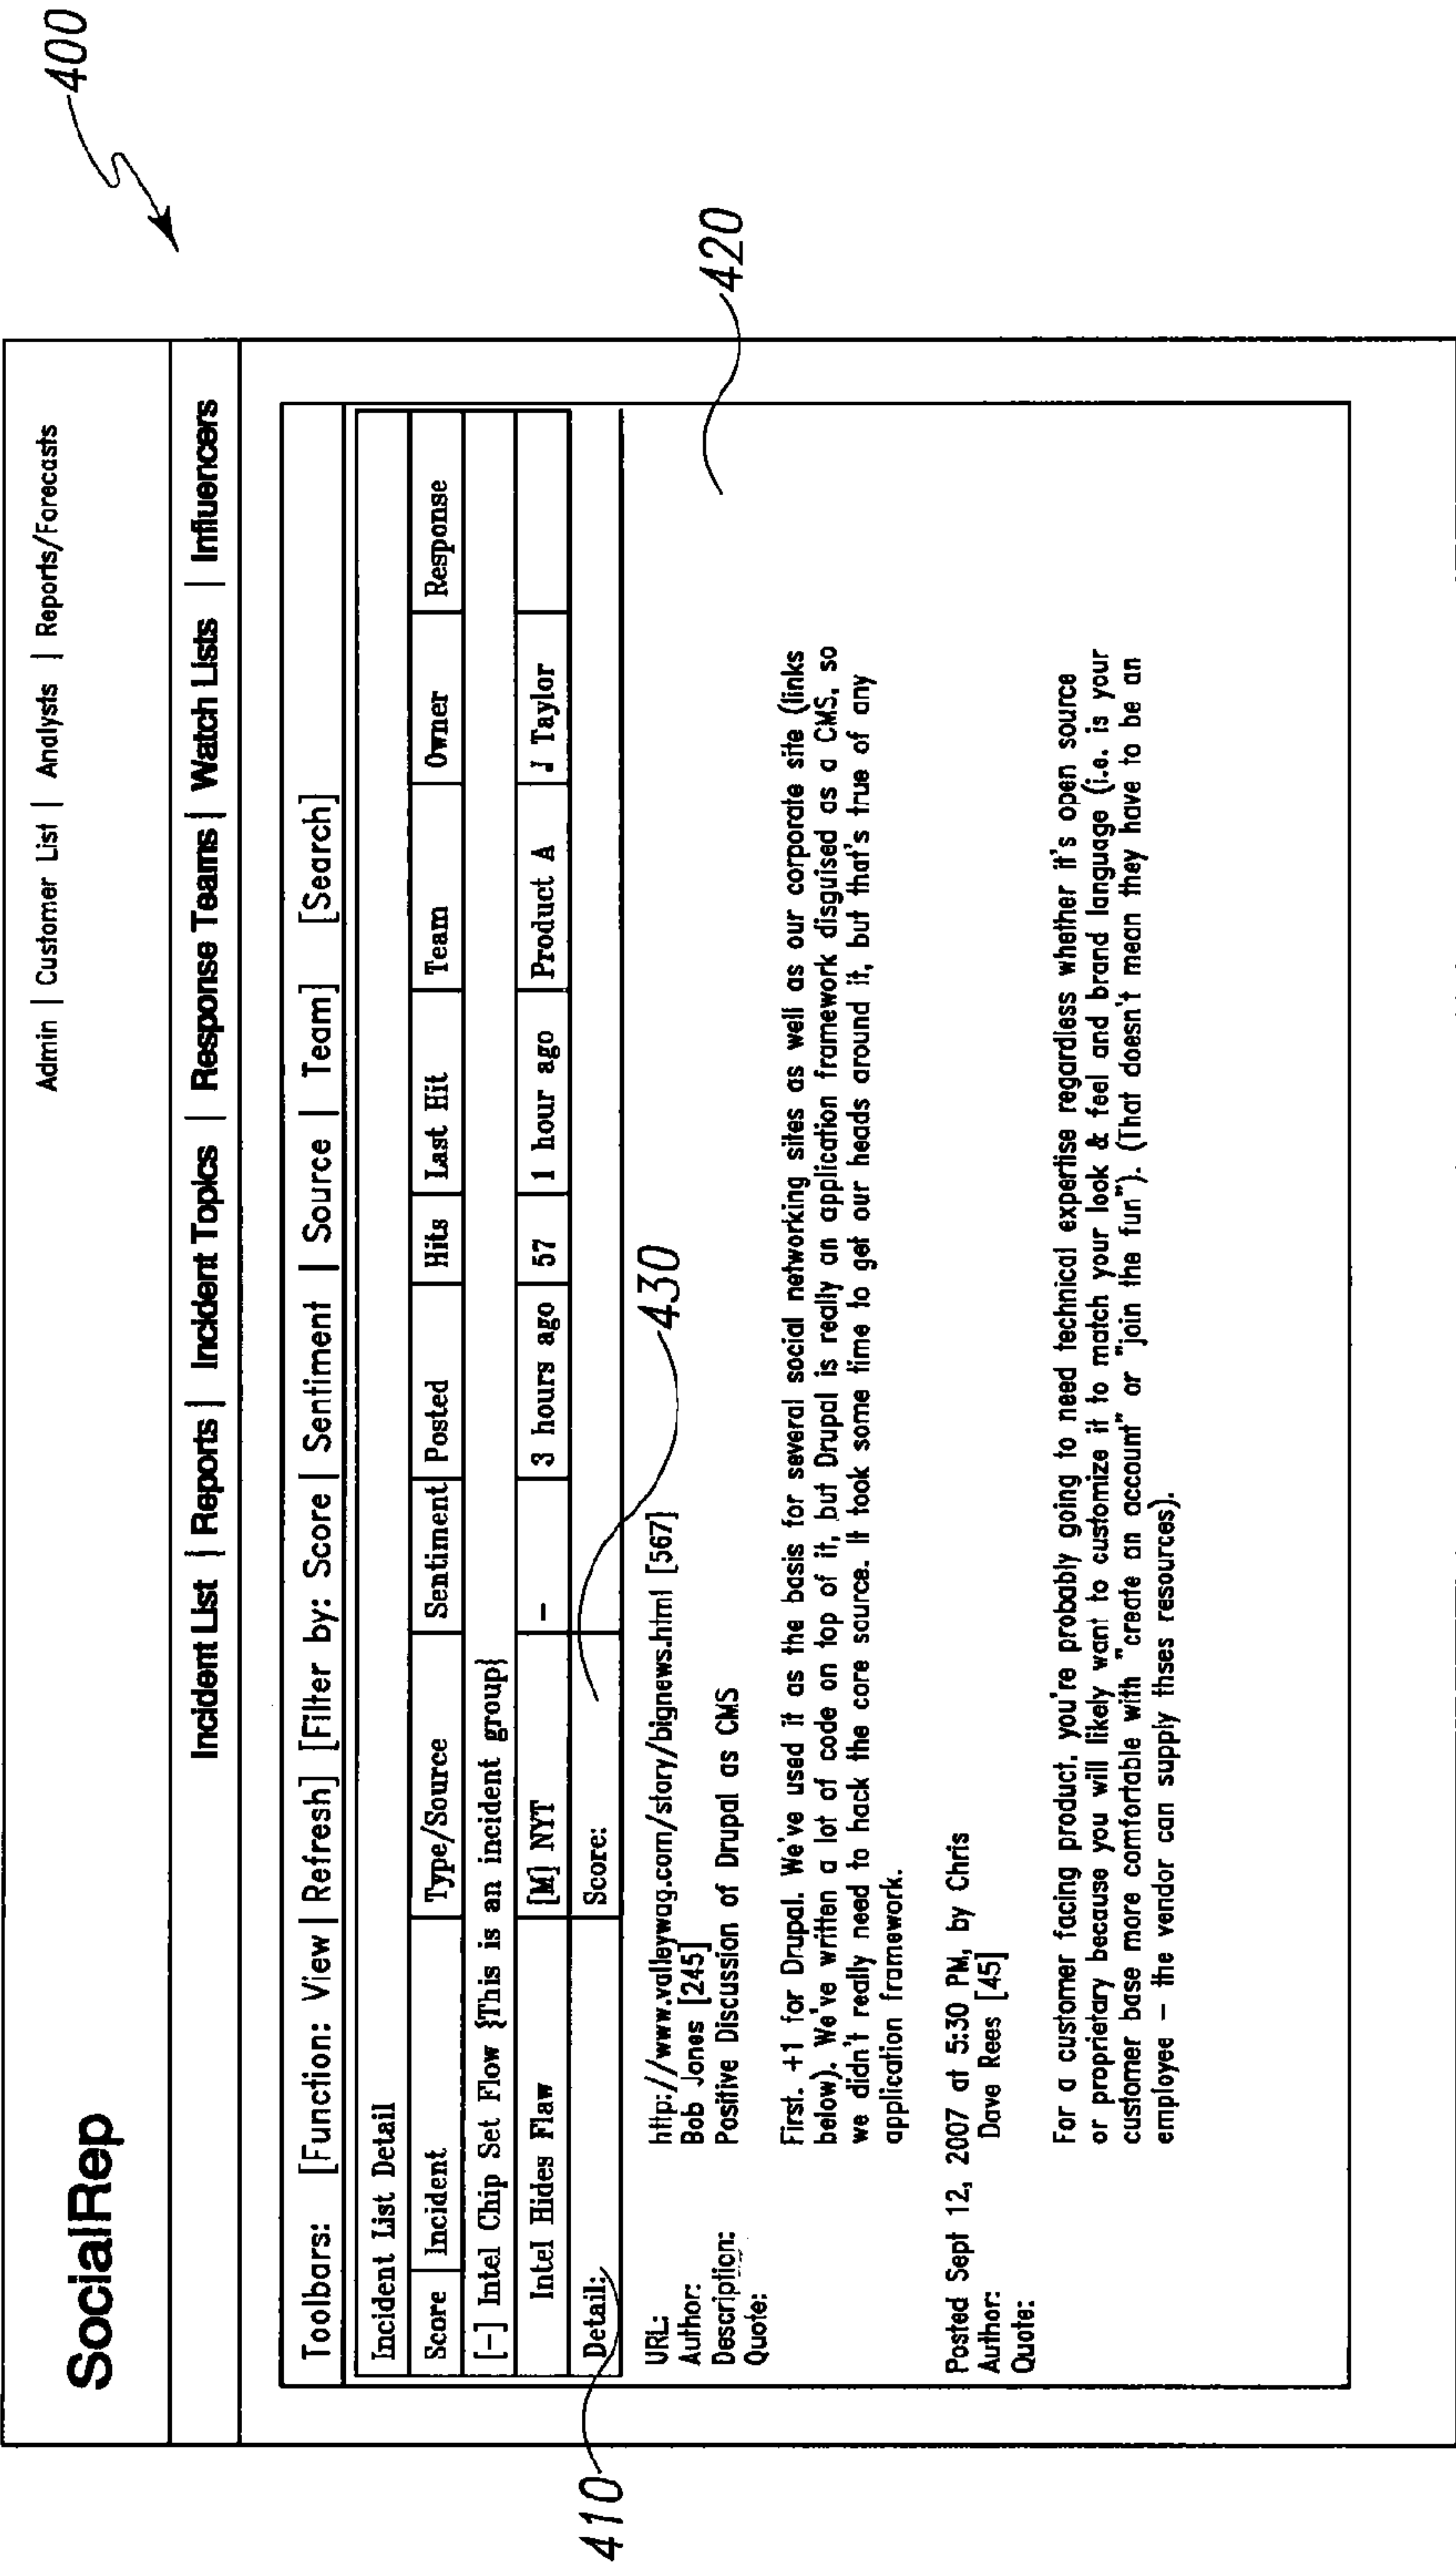 400
SocialRep
Admin | Customer List | Analysts | Reports/Forecasts
Incident List | Reports | Incident Topics | Response Teams | Watch Lists | Influencers
Toolbars: [Function: View | Refresh] [Filter by: Score | Sentiment | Source | Team] [Search]
Incident List Detail
Score Incident Type/Source Sentiment Posted Hits Last Hit Team Owner Response
[-] Intel Chip Set Flow {This is an incident group}
Intel Hides Flaw [M] NYT - 3 hours ago 57 1 hour ago Product A J Taylor
Detail: Score:
410
430
420
URL: http://www.valleywag.com/story/bignews.html [567]
Author: Bob Jones [245]
Description: Positive Discussion of Drupal as CMS
Quote:
First. +1 for Drupal. We've used it as the basis for several social networking sites as well as our corporate site (links
below). We've written a lot of code on top of it, but Drupal is really an application framework disguised as a CMS, so
we didn't really need to hack the core source. It took some time to get our heads around it, but that's true of any
application framework.
Posted Sept 12, 2007 at 5:30 PM, by Chris
Author: Dave Rees [45]
Quote:
For a customer facing product, you're probably going to need technical expertise regardless whether it's open source
or proprietary because you will likely want to customize it to match your look & feel and brand language (i.e. is your
customer base more comfortable with "create an account" or "join the fun"). (That doesn't mean they have to be an
employee – the vendor can supply thses resources).